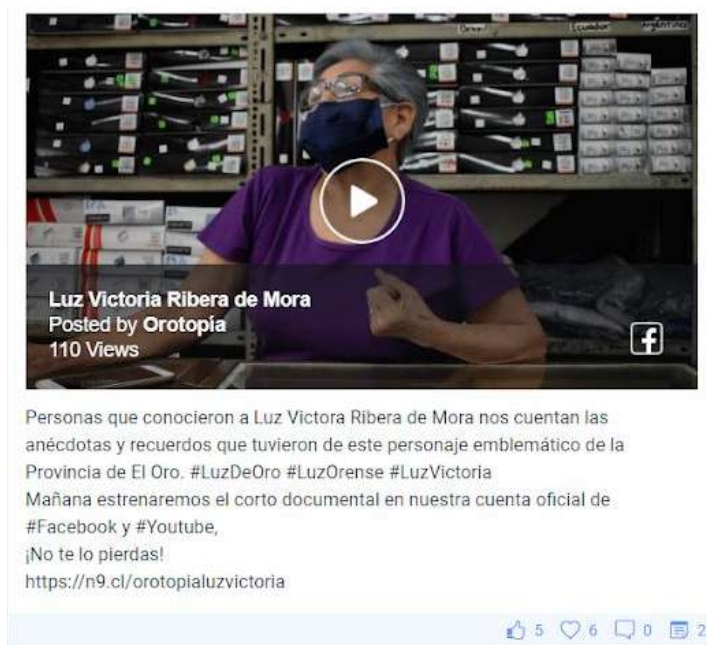 Ecuador
Argentina
Luz Victoria Ribera de Mora
Posted by Orotopía
110 Views
Personas que conocieron a Luz Victora Ribera de Mora nos cuentan las
anécdotas y recuerdos que tuvieron de este personaje emblemático de la
Provincia de El Oro. #LuzDeOro #LuzOrense #LuzVictoria
Mañana estrenaremos el corto documental en nuestra cuenta oficial de
#Facebook y #Youtube,
¡No te lo pierdas!
https://n9.cl/orotopialuzvictoria
5 6 0 2